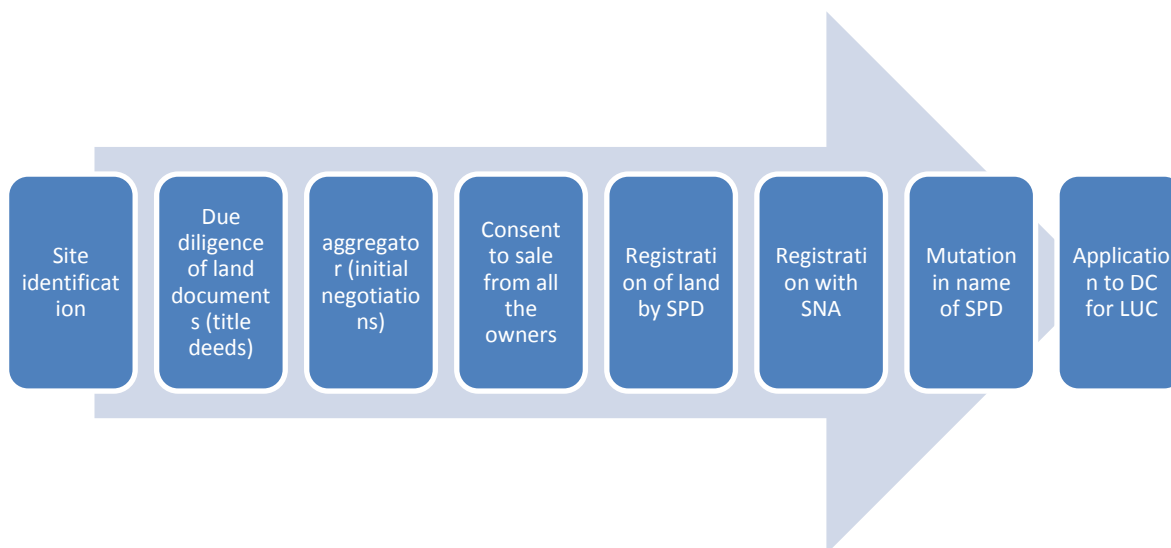 Site
identificat
ion
Due
diligence
of land
document
s (title
deeds)
aggregato
r (initial
negotiatio
ns)
Consent
to sale
from all
the
owners
Registrati
on of land
by SPD
Registrati
on with
SNA
Mutation
in name
of SPD
Applicatio
n to DC
for LUC